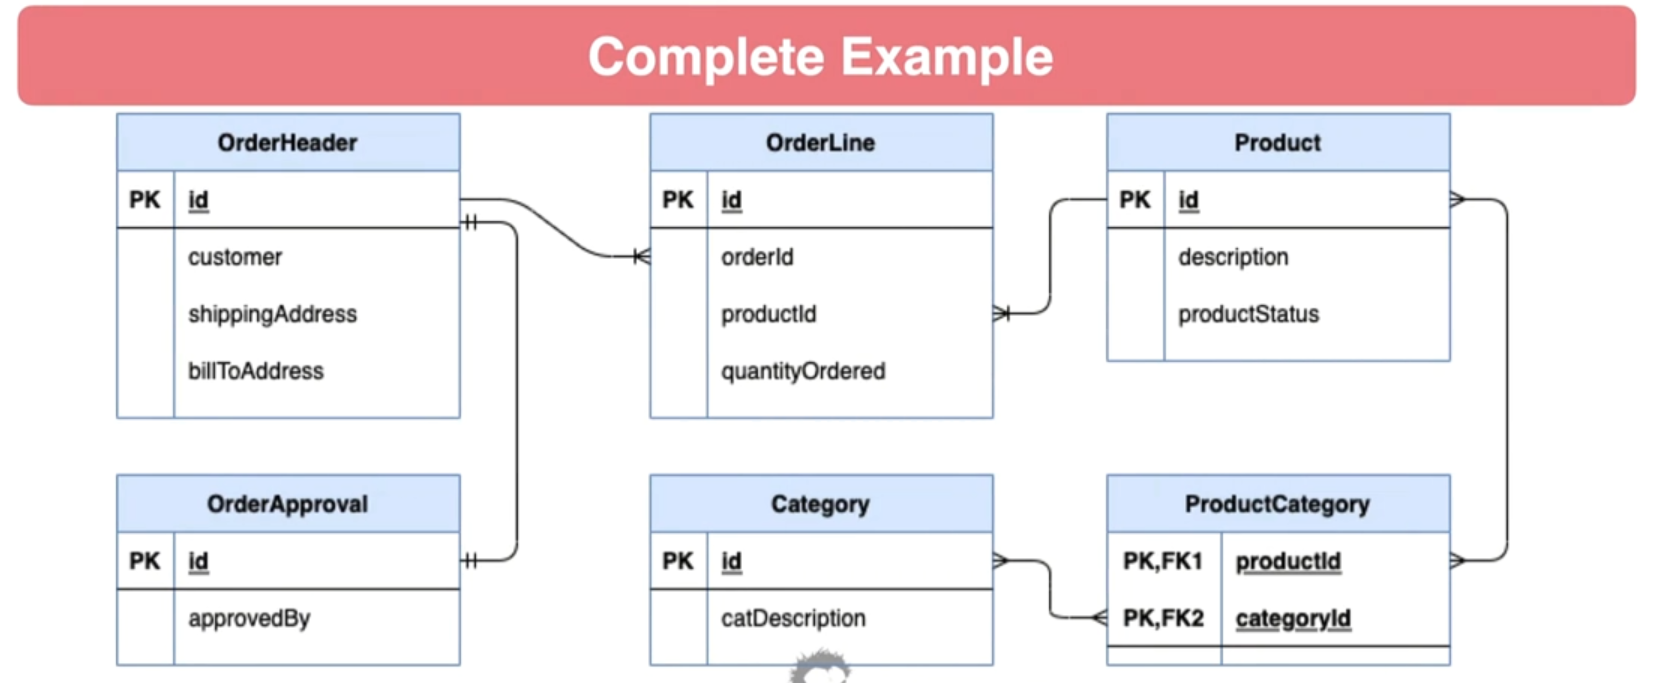 Complete Example
OrderHeader
PK id
customer
shippingAddress
billToAddress
OrderLine
PK id
orderId
productId
quantityOrdered
Product
PK id
description
productStatus
OrderApproval
PK id
approvedBy
Category
PK id
catDescription
ProductCategory
PK,FK1 productId
PK,FK2 categoryId